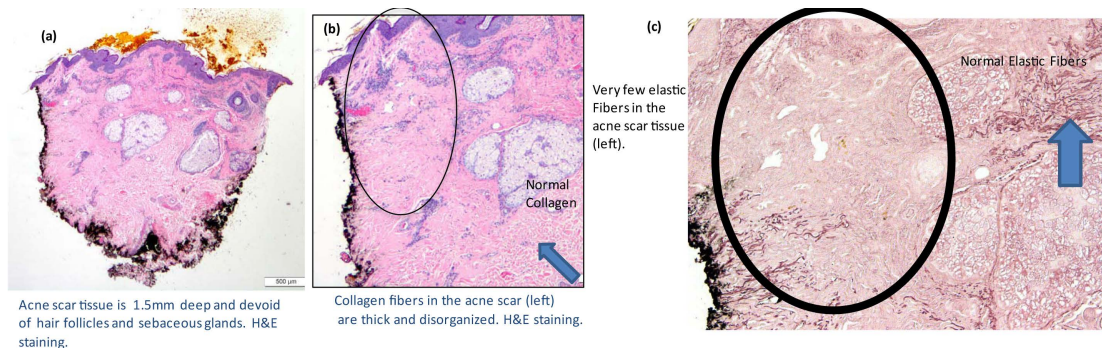 (a)
500 μm
Acne scar tissue is 1.5mm deep and devoid
of hair follicles and sebaceous glands. H&E
staining.
(b)
Normal
Collagen
Collagen fibers in the acne scar (left)
are thick and disorganized. H&E staining.
Very few elastic
Fibers in the
acne scar tissue
(left).
(c)
Normal Elastic Fibers